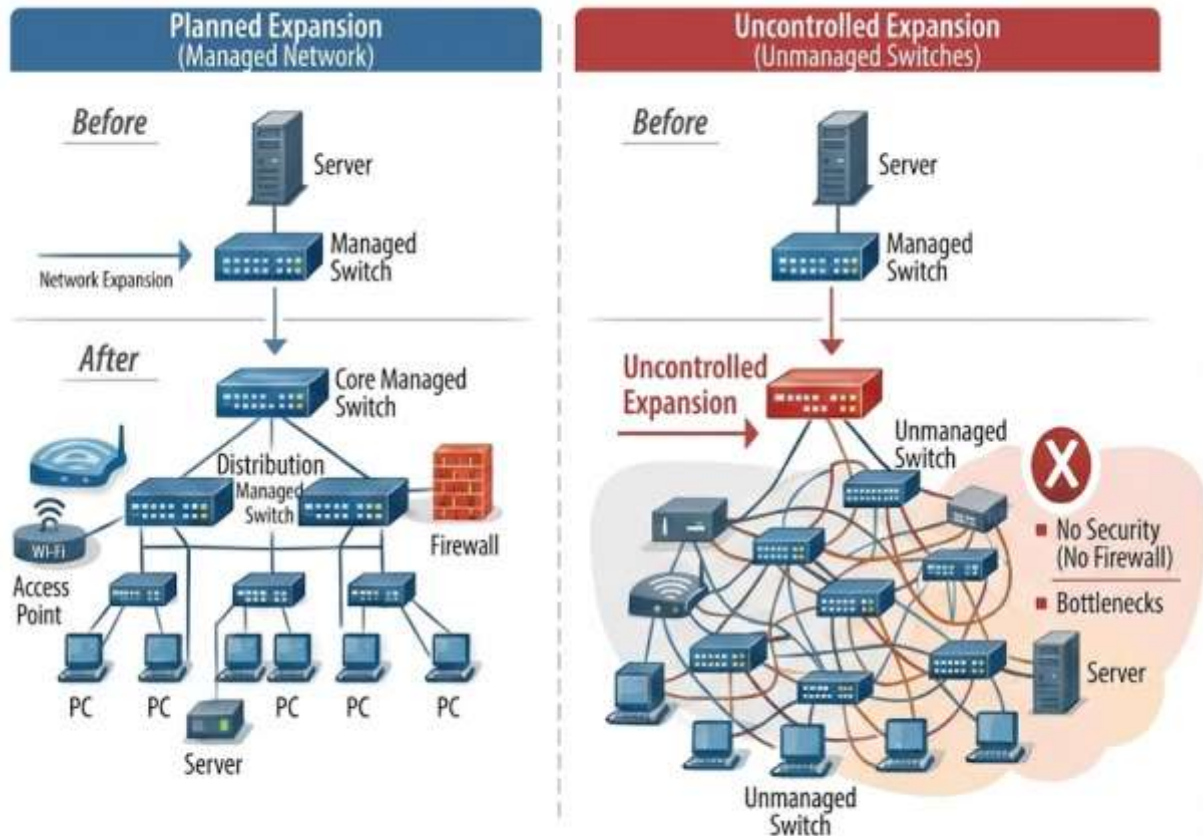 Planned Expansion
(Managed Network)
Before
Server
Managed
Switch
Network Expansion
After
Core Managed
Switch
Distribution
Managed
Switch
WI-FI
Access
Point
Firewall
PC
PC
PC
PC
PC
Server
Uncontrolled Expansion
(Unmanaged Switches)
Before
Server
Managed
Switch
Uncontrolled
Expansion
Unmanaged
Switch
X
No Security
(No Firewall)
Bottlenecks
Server
Unmanaged
Switch